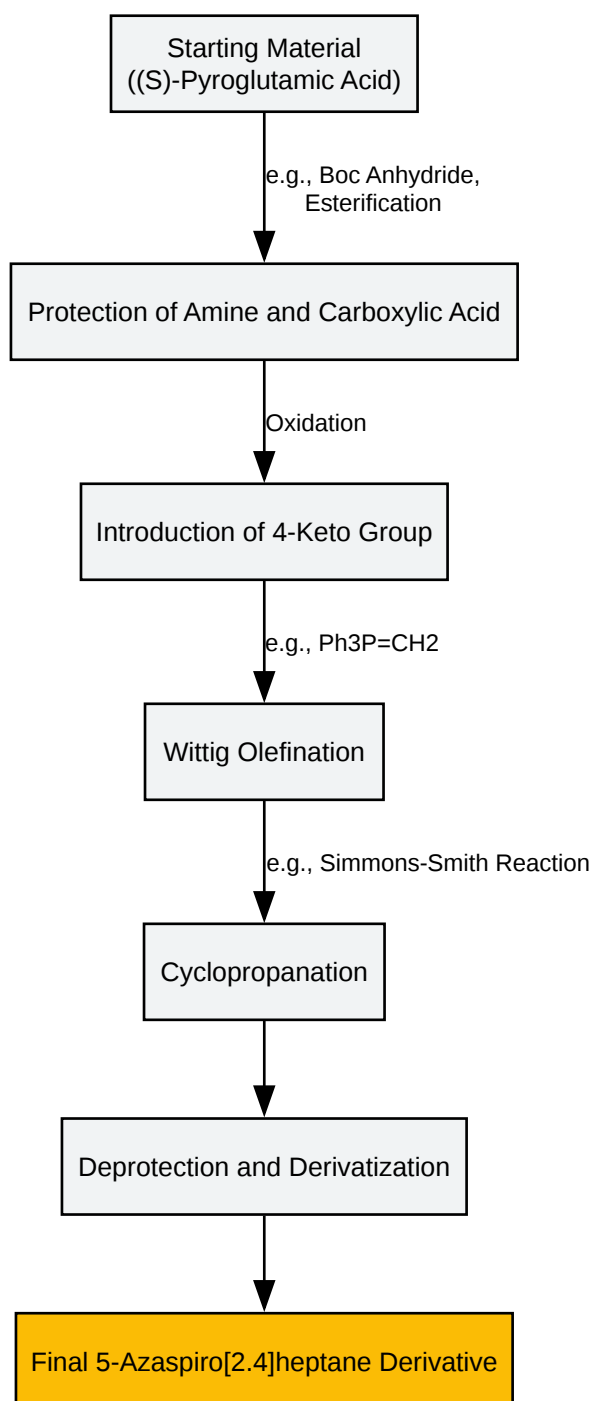 Starting Material
((S)-Pyroglutamic Acid)
e.g., Boc Anhydride,
Esterification
Protection of Amine and Carboxylic Acid
Oxidation
Introduction of 4-Keto Group
e.g., Ph3P=CH2
Wittig Olefination
e.g., Simmons-Smith Reaction
Cyclopropanation
Deprotection and Derivatization
Final 5-Azaspiro[2.4]heptane Derivative